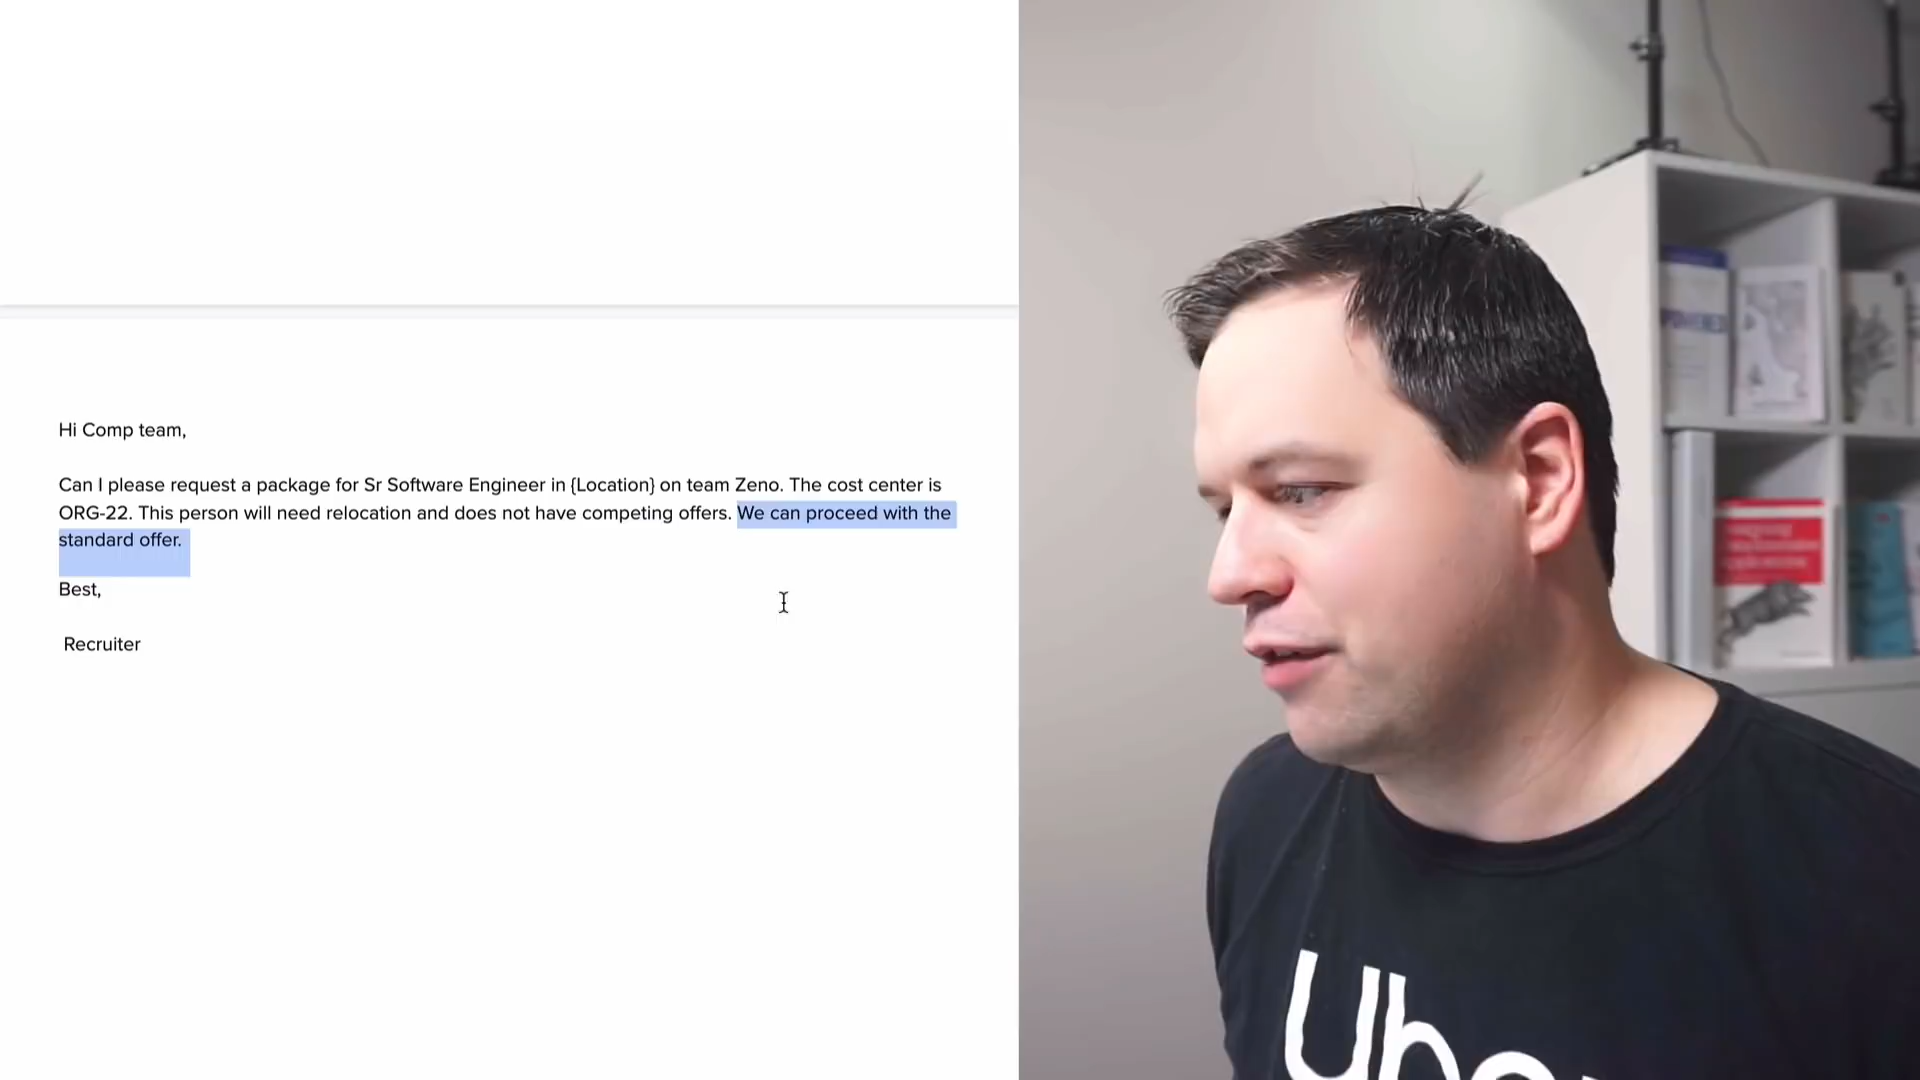 Hi Comp team,
Can I please request a package for Sr Software Engineer in {Location} on team Zeno. The cost center is
ORG-22. This person will need relocation and does not have competing offers. We can proceed with the
standard offer.
Best,
Recruiter